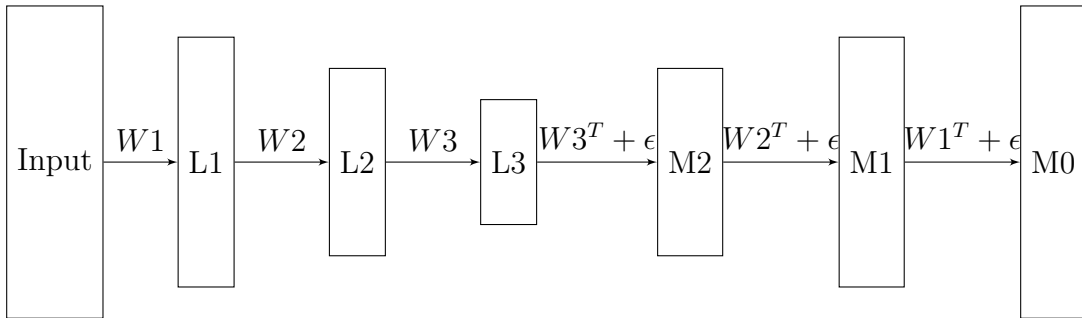 Input
W1
L1
W2
L2
W3
L3
W3^T + ϵ
M2
W2^T + ϵ
M1
W1^T + ϵ
M0